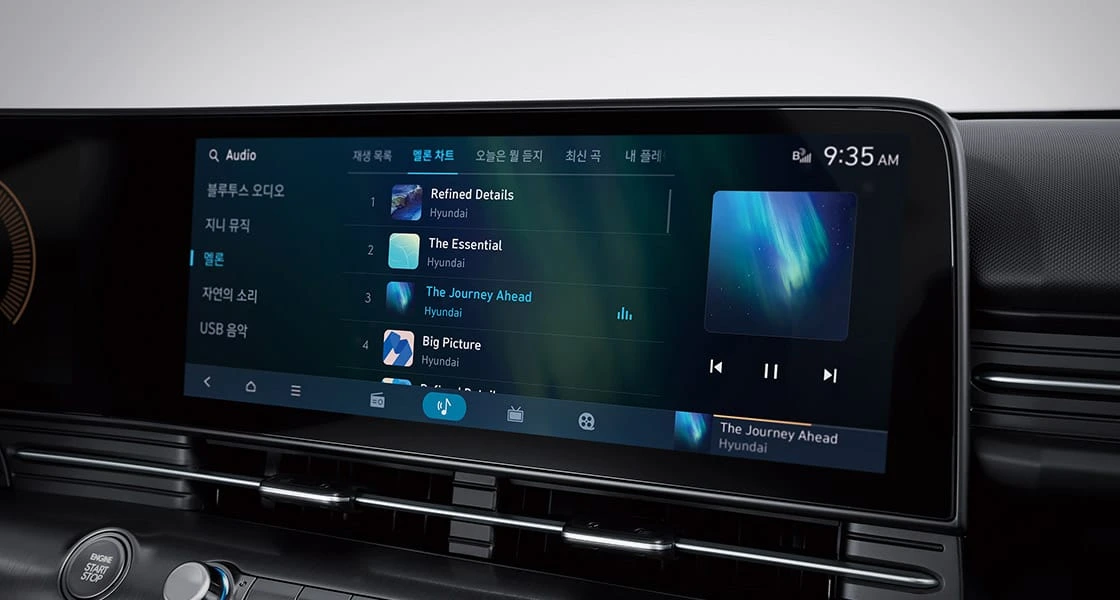 Audio
블루투스 오디오
지니 뮤직
멜론
자연의 소리
USB 음악
재생 목록 멜론 차트 오늘은 뭘 듣지 최신 곡 내 플레
1 Refined Details
Hyundai
2 The Essential
Hyundai
3 The Journey Ahead
Hyundai
4 Big Picture
Hyundai
9:35 AM
The Journey Ahead
Hyundai
ENGINE
START
STOP